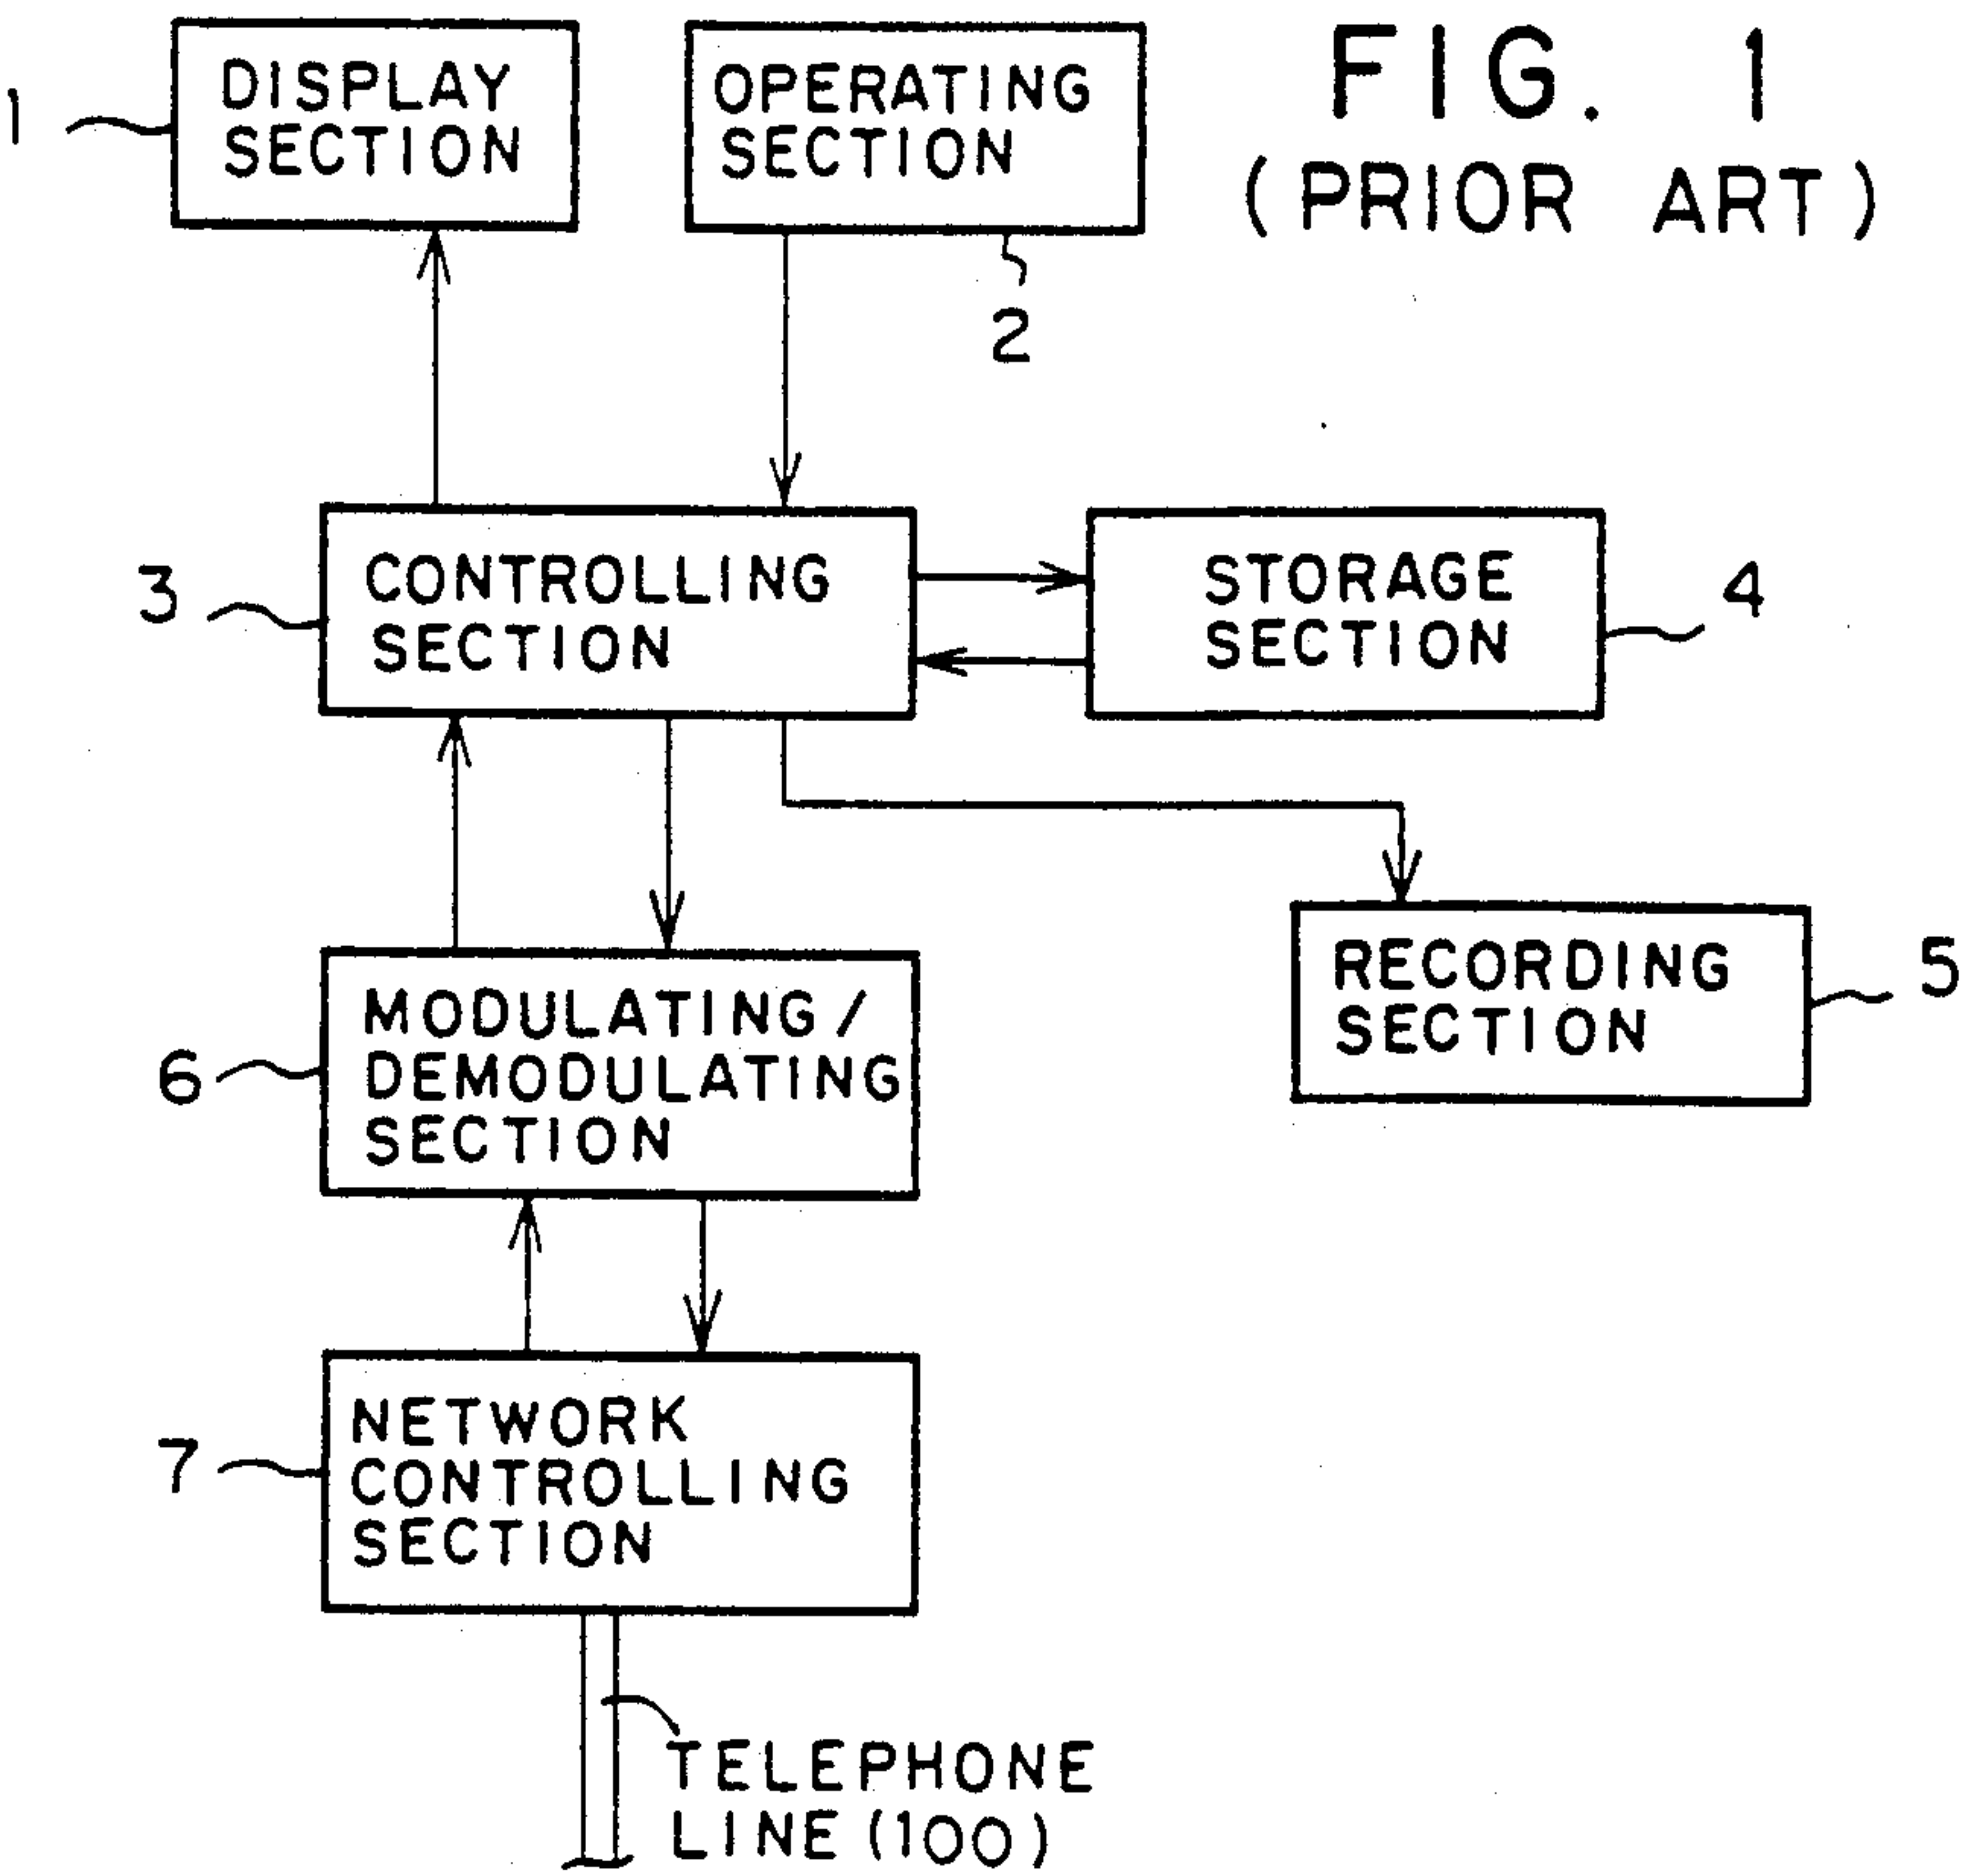 FIG. 1
(PRIOR ART)
1
DISPLAY
SECTION
OPERATING
SECTION
2
3
CONTROLLING
SECTION
STORAGE
SECTION
4
RECORDING
SECTION
5
6
MODULATING/
DEMODULATING
SECTION
7
NETWORK
CONTROLLING
SECTION
TELEPHONE
LINE (100)